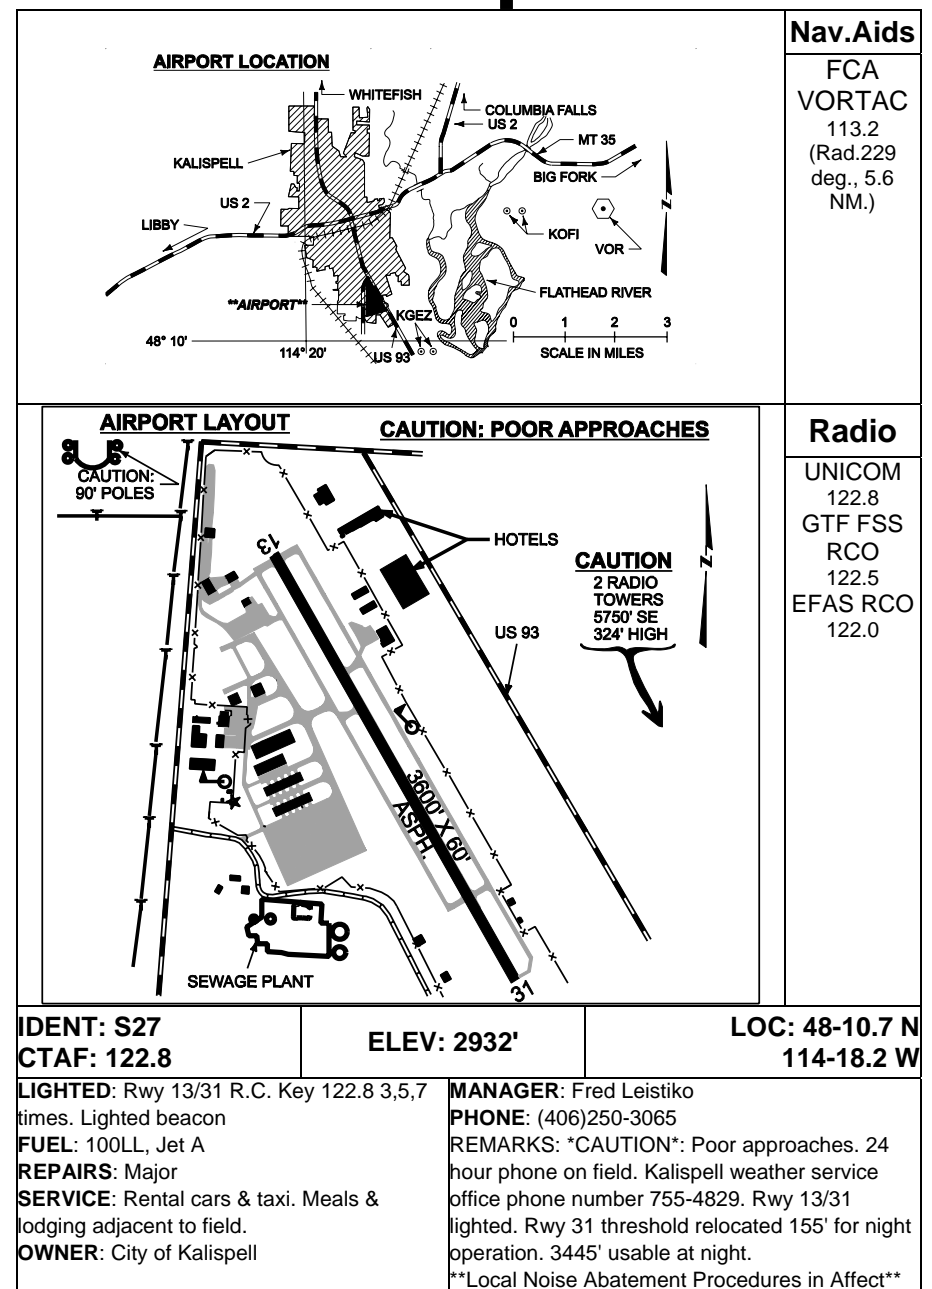 Nav.Aids
FCA
VORTAC
113.2
(Rad.229
deg., 5.6
NM.)
AIRPORT LOCATION
WHITEFISH
COLUMBIA FALLS
US 2
MT 35
KALISPELL
BIG FORK
US 2
LIBBY
KOFI
VOR
N
**AIRPORT**
FLATHEAD RIVER
KGEZ
0 1 2 3
48° 10'
114° 20'
US 93
SCALE IN MILES
AIRPORT LAYOUT
CAUTION: POOR APPROACHES
CAUTION:
90' POLES
HOTELS
13
CAUTION
2 RADIO
TOWERS
5750' SE
324' HIGH
N
US 93
3600' X 60'
ASPH.
SEWAGE PLANT
31
Radio
UNICOM
122.8
GTF FSS
RCO
122.5
EFAS RCO
122.0
IDENT: S27
CTAF: 122.8
ELEV: 2932'
LOC: 48-10.7 N
114-18.2 W
LIGHTED: Rwy 13/31 R.C. Key 122.8 3,5,7
times. Lighted beacon
FUEL: 100LL, Jet A
REPAIRS: Major
SERVICE: Rental cars & taxi. Meals &
lodging adjacent to field.
OWNER: City of Kalispell
MANAGER: Fred Leistiko
PHONE: (406)250-3065
REMARKS: *CAUTION*: Poor approaches. 24
hour phone on field. Kalispell weather service
office phone number 755-4829. Rwy 13/31
lighted. Rwy 31 threshold relocated 155' for night
operation. 3445' usable at night.
**Local Noise Abatement Procedures in Affect**